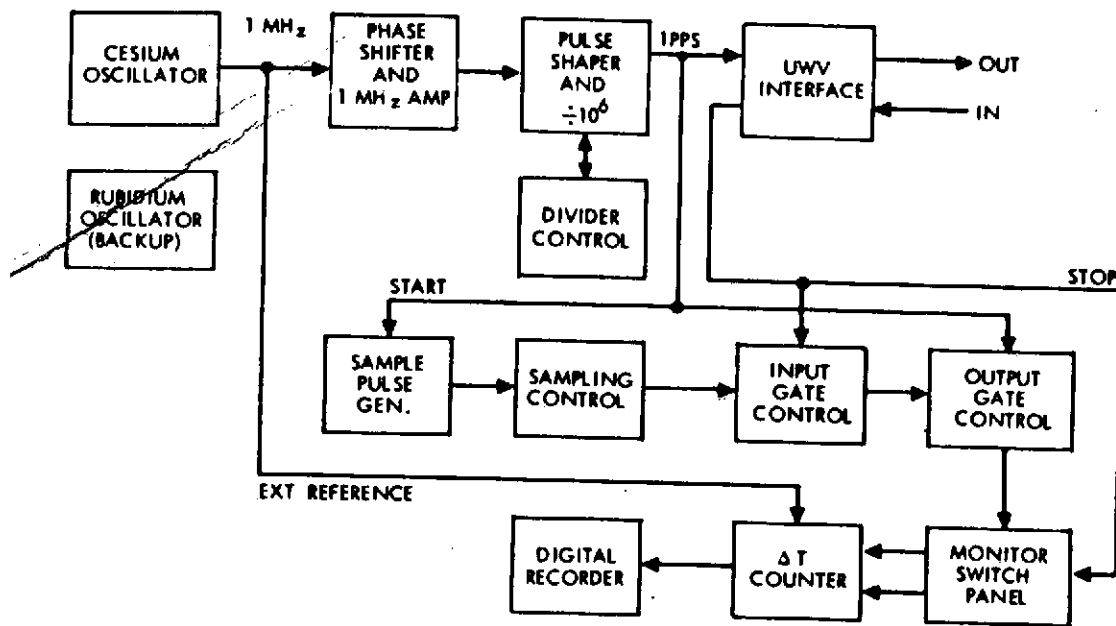 1 MHz
CESIUM
OSCILLATOR
PHASE
SHIFTER
AND
1 MHz AMP
PULSE
SHAPER
AND
÷10⁶
1PPS
UWV
INTERFACE
OUT
IN
RUBIDIUM
OSCILLATOR
(BACKUP)
DIVIDER
CONTROL
START
STOP
SAMPLE
PULSE
GEN.
SAMPLING
CONTROL
INPUT
GATE
CONTROL
OUTPUT
GATE
CONTROL
EXT REFERENCE
DIGITAL
RECORDER
ΔT
COUNTER
MONITOR
SWITCH
PANEL